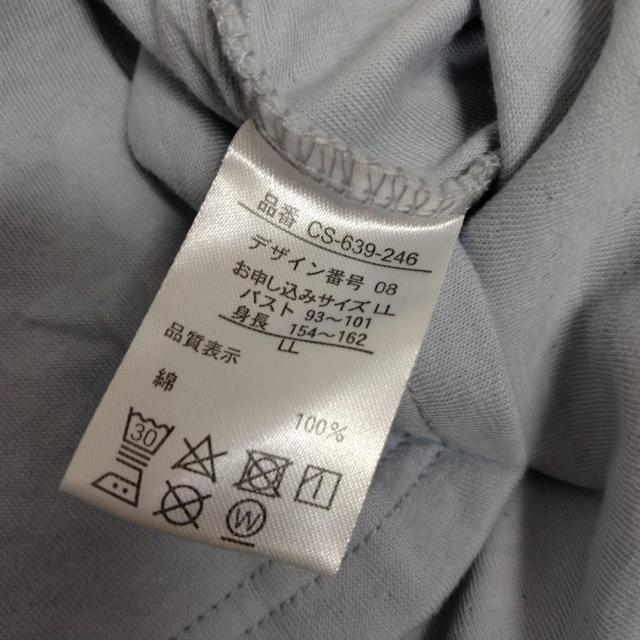 品番 CS-639-246
デザイン番号 08
お申し込みサイズ LL
バスト 93～101
身長 154～162
LL
品質表示
綿 100%
30
W